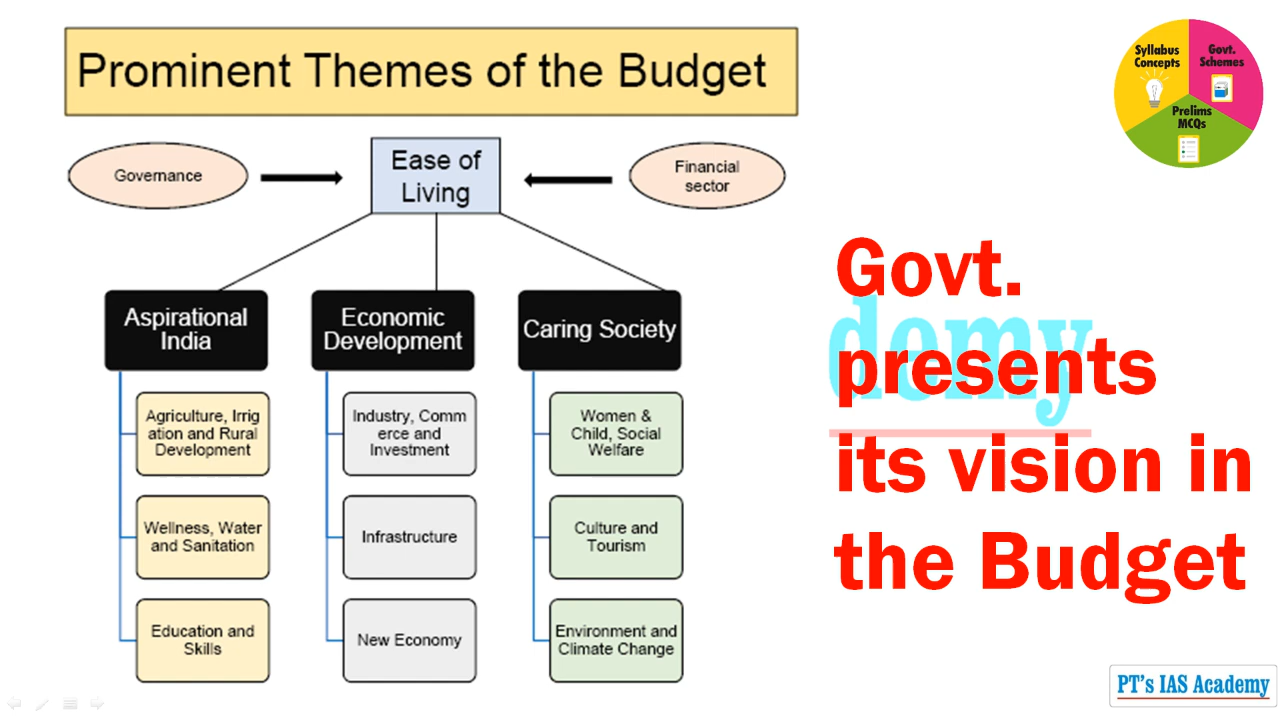 Prominent Themes of the Budget
Syllabus
Concepts
Govt.
Schemes
Prelims
MCQs
Governance
Ease of
Living
Financial
sector
Aspirational
India
Economic
Development
Caring Society
Agriculture, Irrig
ation and Rural
Development
Industry, Comm
erce and
Investment
Women &
Child, Social
Welfare
Wellness, Water
and Sanitation
Infrastructure
Culture and
Tourism
Education and
Skills
New Economy
Environment and
Climate Change
Govt.
presents
its vision in
the Budget
demy
PT's IAS Academy